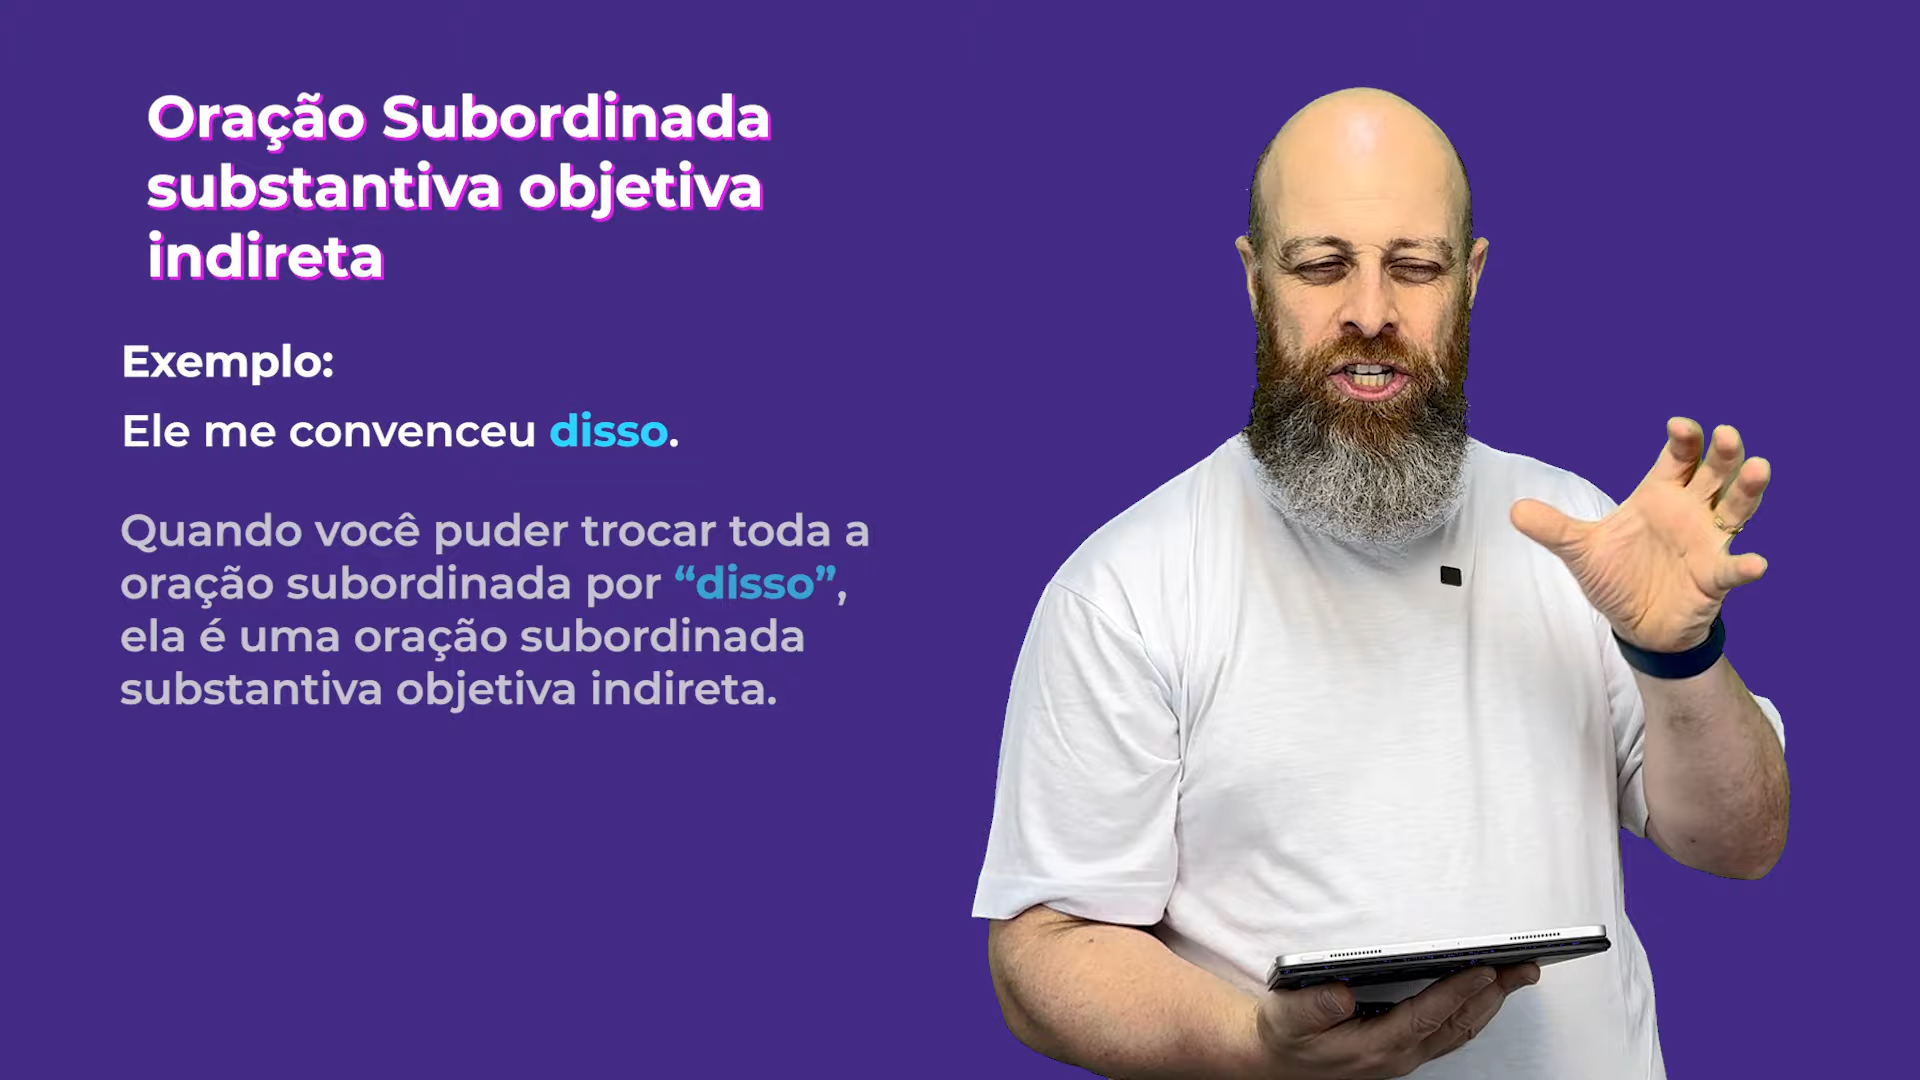 Oração Subordinada
substantiva objetiva
indireta
Exemplo:
Ele me convenceu disso.
Quando você puder trocar toda a
oração subordinada por “disso”,
ela é uma oração subordinada
substantiva objetiva indireta.